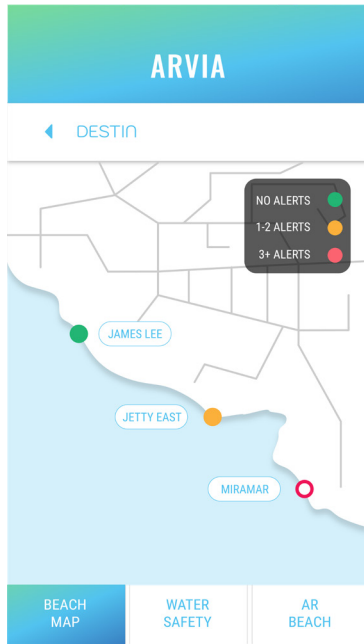 ARVIA
DESTIN
NO ALERTS
1-2 ALERTS
3+ ALERTS
JAMES LEE
JETTY EAST
MIRAMAR
BEACH
MAP
WATER
SAFETY
AR
BEACH